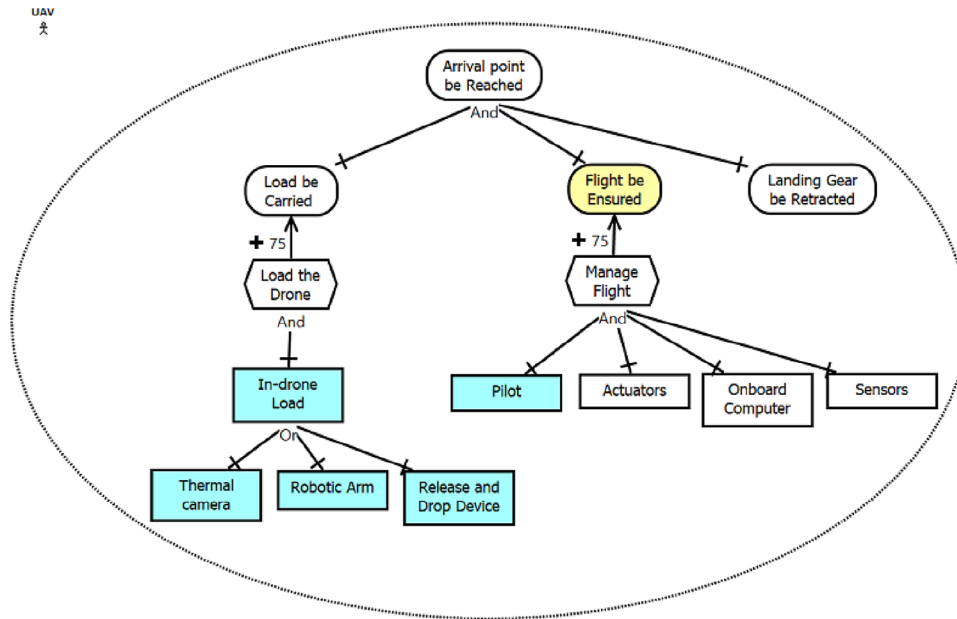 UAV
Arrival point
be Reached
And
Load be
Carried
Flight be
Ensured
Landing Gear
be Retracted
+ 75
+ 75
Load the
Drone
Manage
Flight
And
And
In-drone
Load
Pilot
Actuators
Onboard
Computer
Sensors
Or
Thermal
camera
Robotic Arm
Release and
Drop Device